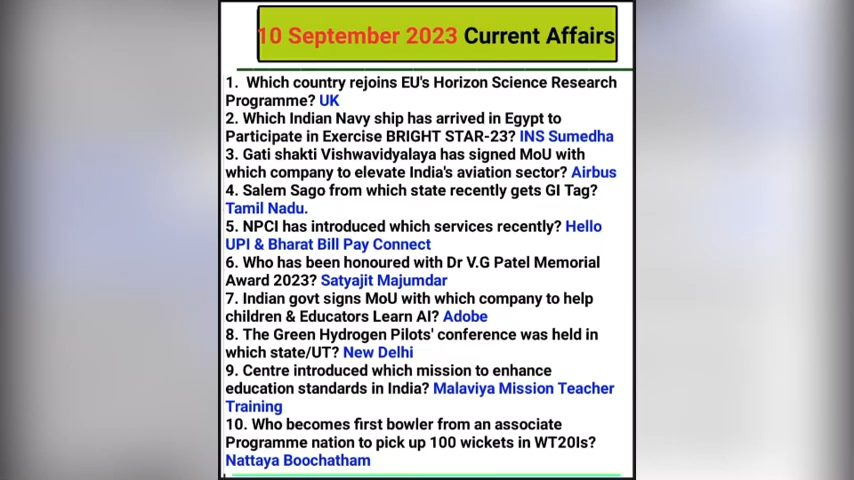 10 September 2023 Current Affairs
1. Which country rejoins EU's Horizon Science Research
Programme? UK
2. Which Indian Navy ship has arrived in Egypt to
Participate in Exercise BRIGHT STAR-23? INS Sumedha
3. Gati shakti Vishwavidyalaya has signed MoU with
which company to elevate India's aviation sector? Airbus
4. Salem Sago from which state recently gets GI Tag?
Tamil Nadu.
5. NPCI has introduced which services recently? Hello
UPI & Bharat Bill Pay Connect
6. Who has been honoured with Dr V.G Patel Memorial
Award 2023? Satyajit Majumdar
7. Indian govt signs MoU with which company to help
children & Educators Learn AI? Adobe
8. The Green Hydrogen Pilots' conference was held in
which state/UT? New Delhi
9. Centre introduced which mission to enhance
education standards in India? Malaviya Mission Teacher
Training
10. Who becomes first bowler from an associate
Programme nation to pick up 100 wickets in WT20Is?
Nattaya Boochatham